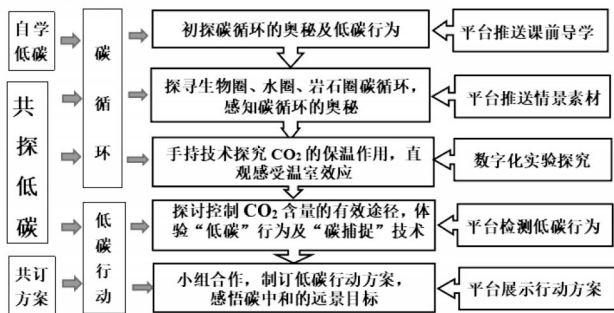 自学
低碳
共
探
低
碳
共订
方案
碳
循
环
低
碳
行
动
初探碳循环的奥秘及低碳行为
探寻生物圈、水圈、岩石圈碳循环，
感知碳循环的奥秘
手持技术探究 CO₂ 的保温作用，直
观感受温室效应
探讨控制 CO₂ 含量的有效途径，体
验“低碳”行为及“碳捕捉”技术
小组合作，制订低碳行动方案，
感悟碳中和的远景目标
平台推送课前导学
平台推送情景素材
数字化实验探究
平台检测低碳行为
平台展示行动方案